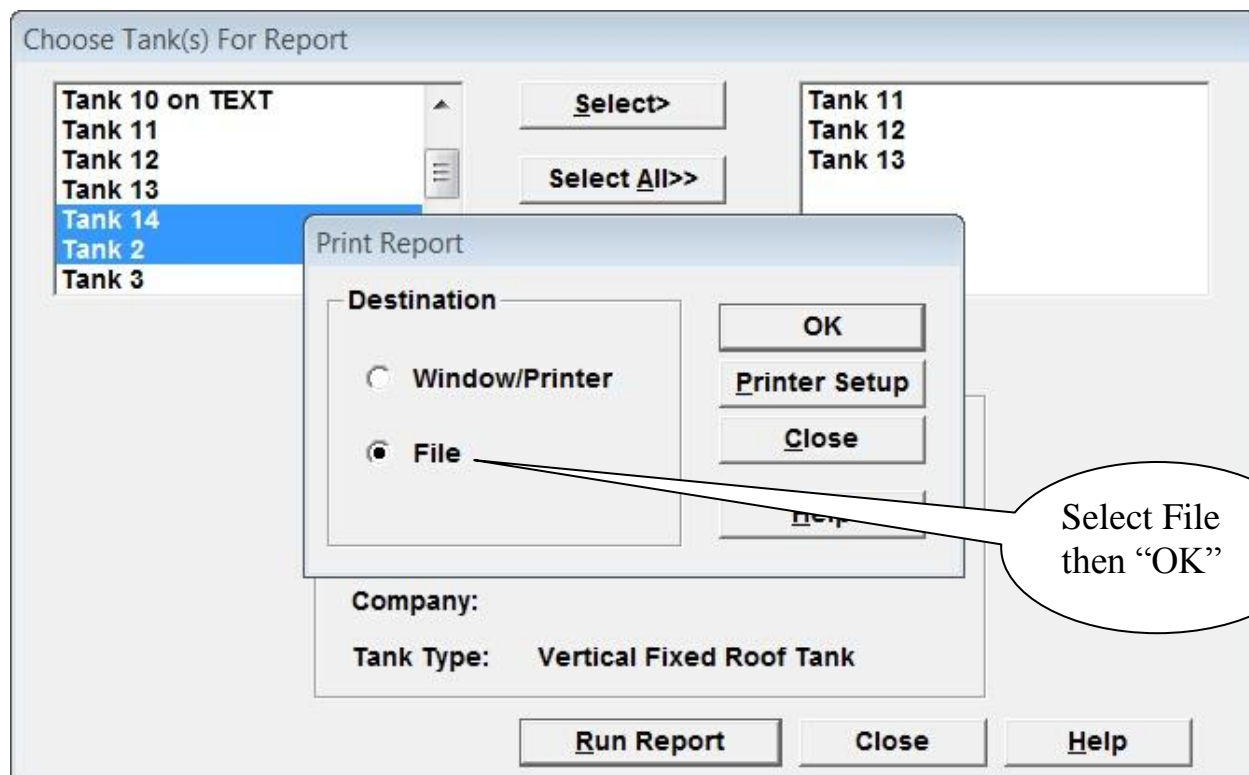 Choose Tank(s) For Report
Tank 10 on TEXT
Tank 11
Tank 12
Tank 13
Tank 14
Tank 2
Tank 3
Select>
Select All>>
Tank 11
Tank 12
Tank 13
Print Report
Destination
Window/Printer
File
OK
Printer Setup
Close
Help
Select File
then “OK”
Company:
Tank Type: Vertical Fixed Roof Tank
Run Report
Close
Help